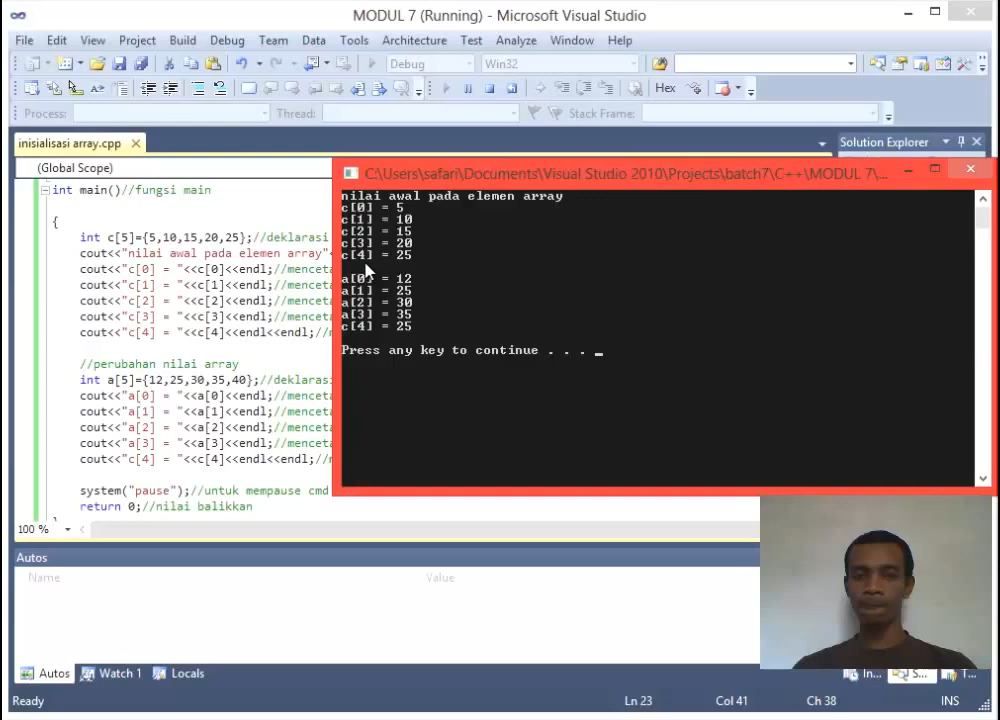 MODUL 7 (Running) - Microsoft Visual Studio
File Edit View Project Build Debug Team Data Tools Architecture Test Analyze Window Help
Debug Win32
Hex
Process: Thread: Stack Frame:
inisialisasi array.cpp
Solution Explorer
(Global Scope)
int main()//fungsi main
{
int c[5]={5,10,15,20,25};//deklarasi
cout<<"nilai awal pada elemen array"<
cout<<"c[0] = "<<c[0]<<endl;//menceta
cout<<"c[1] = "<<c[1]<<endl;//menceta
cout<<"c[2] = "<<c[2]<<endl;//menceta
cout<<"c[3] = "<<c[3]<<endl;//menceta
cout<<"c[4] = "<<c[4]<<endl<<endl;//m
//perubahan nilai array
int a[5]={12,25,30,35,40};//deklaras
cout<<"a[0] = "<<a[0]<<endl;//menceta
cout<<"a[1] = "<<a[1]<<endl;//menceta
cout<<"a[2] = "<<a[2]<<endl;//menceta
cout<<"a[3] = "<<a[3]<<endl;//menceta
cout<<"c[4] = "<<c[4]<<endl<<endl;//m
system("pause");//untuk mempause cmd
return 0;//nilai balikkan
100 %
C:\Users\safari\Documents\Visual Studio 2010\Projects\batch7\C++\MODUL 7\...
nilai awal pada elemen array
c[0] = 5
c[1] = 10
c[2] = 15
c[3] = 20
c[4] = 25
a[0] = 12
a[1] = 25
a[2] = 30
a[3] = 35
c[4] = 25
Press any key to continue . . . _
Autos
Name Value
Autos Watch 1 Locals
In... S... T...
Ready Ln 23 Col 41 Ch 38 INS